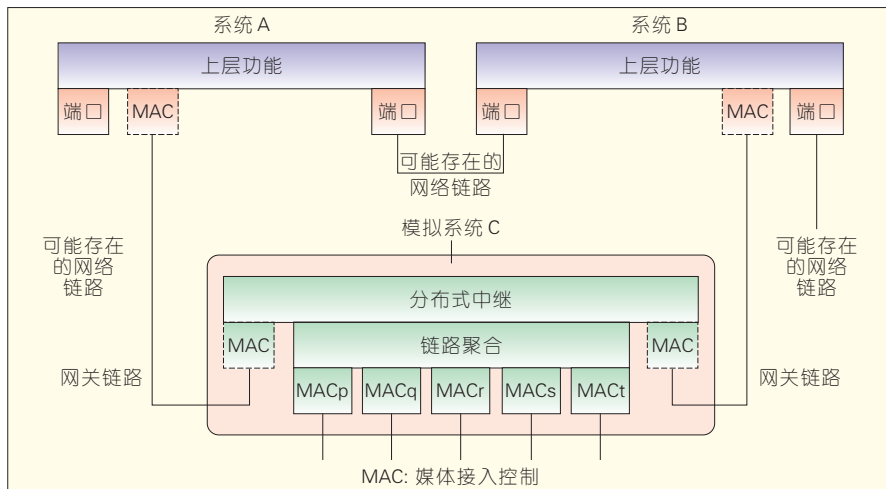 系统 A
系统 B
上层功能
上层功能
端口
MAC
端口
端口
MAC
端口
可能存在的
网络链路
可能存在
的网络
链路
模拟系统 C
可能存在
的网络
链路
分布式中继
MAC
链路聚合
MAC
网关链路
网关链路
MACp
MACq
MACr
MACs
MACt
MAC: 媒体接入控制